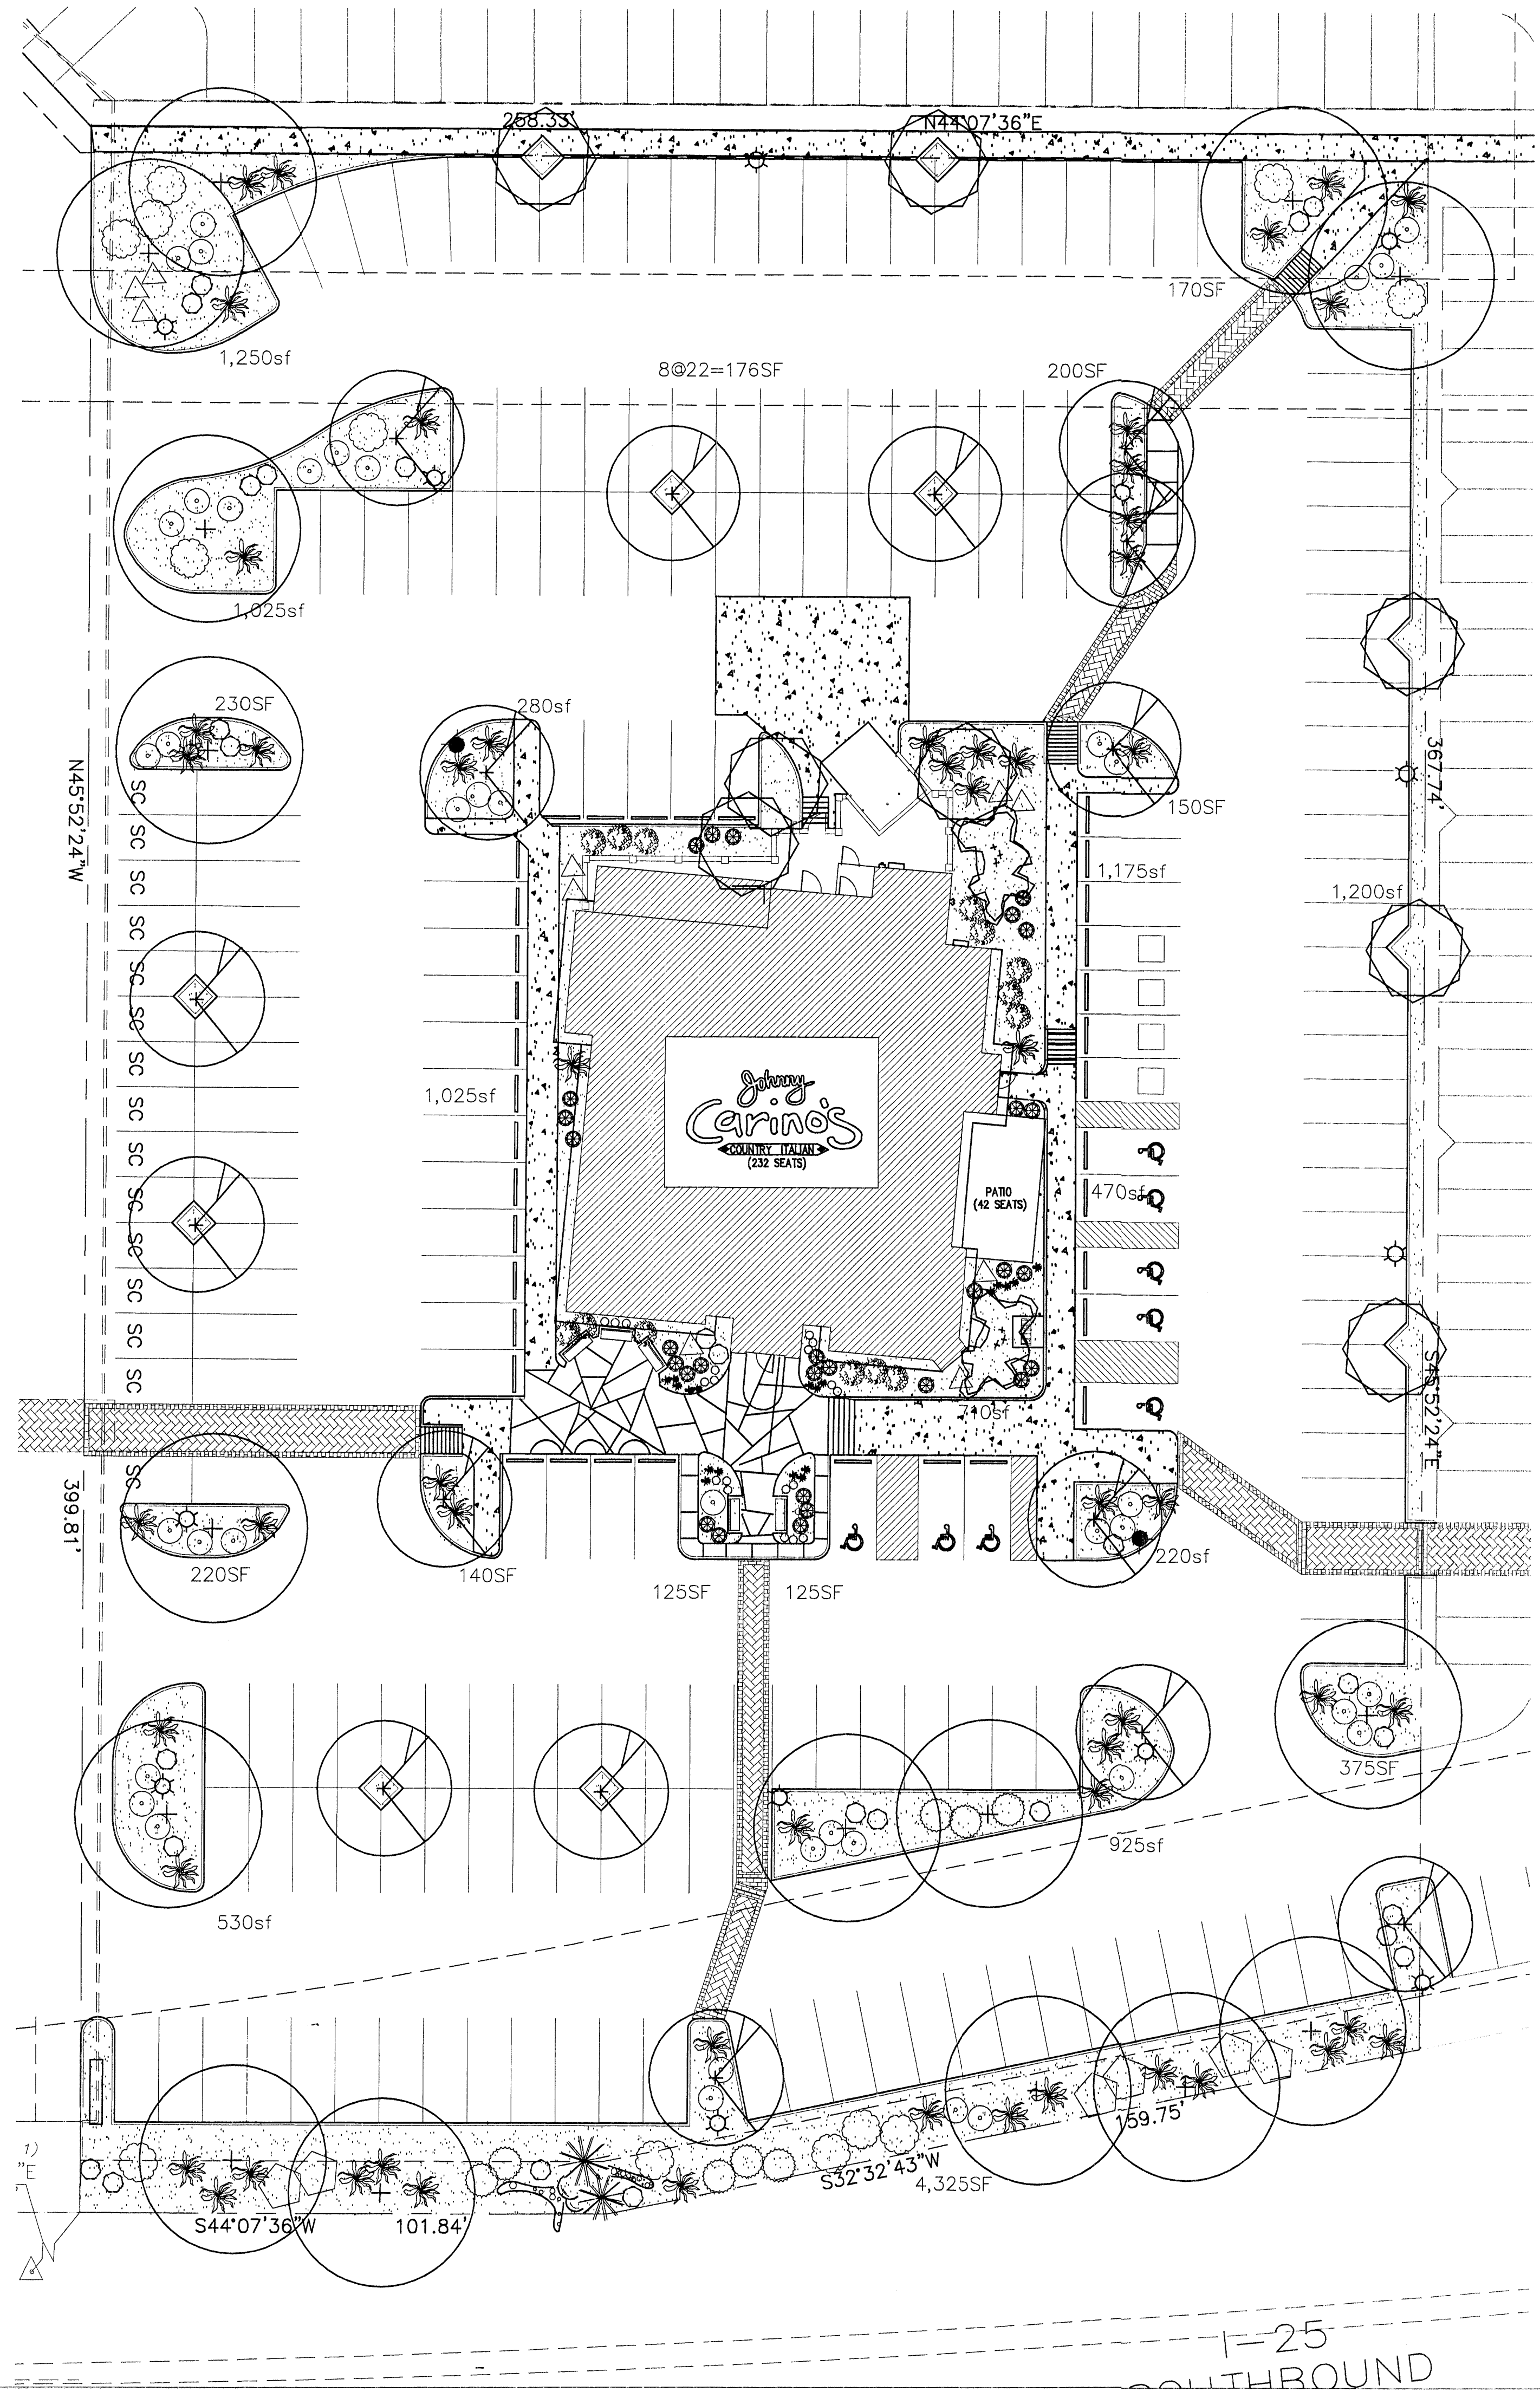 258.33'
N44°07'36"E
170SF
1,250sf
8@22=176SF
200SF
1,025sf
230SF
280sf
N45°52'24"W
367.74'
150SF
SC
SC
SC
SC
SC
SC
SC
SC
SC
SC
SC
SC
SC
SC
1,175sf
1,200sf
1,025sf
Johnny
Carino's
COUNTRY ITALIAN
(232 SEATS)
PATIO
(42 SEATS)
470sf
710sf
S45°52'24"E
SC
399.81'
220SF
140SF
125SF
125SF
220sf
375SF
925sf
530sf
159.75'
S32°32'43"W
4,325SF
1)
"E
S44°07'36"W
101.84'
I-25
SOUTHBOUND